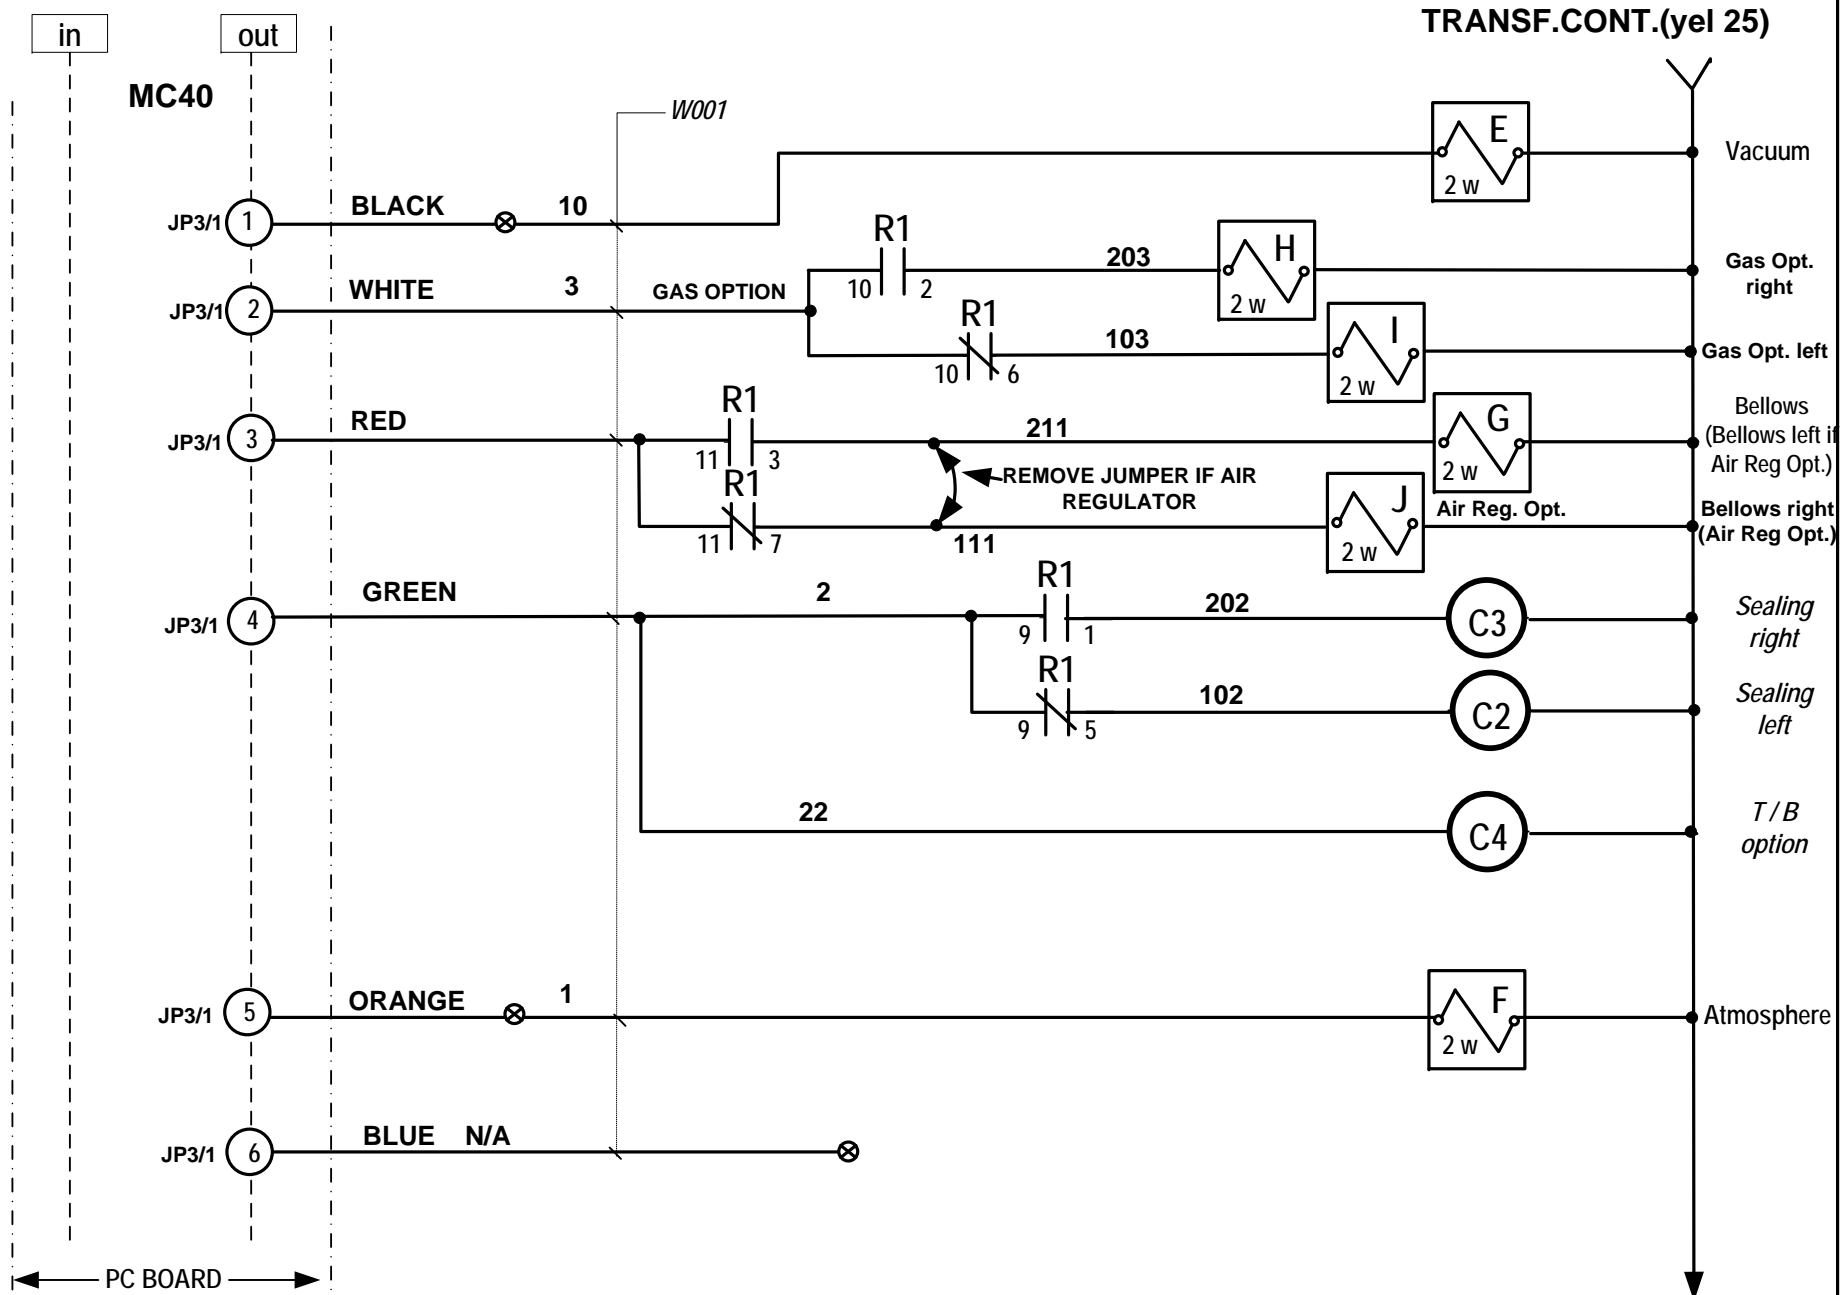 TRANSF.CONT.(yel 25)
in
out
MC40
W001
E
2 w
Vacuum
JP3/1
1
BLACK
10
R1
10
2
203
H
2 w
Gas Opt.
right
JP3/1
2
WHITE
3
GAS OPTION
R1
10
6
103
I
2 w
Gas Opt. left
JP3/1
3
RED
R1
11
3
211
G
2 w
Bellows
(Bellows left if
Air Reg Opt.)
REMOVE JUMPER IF AIR
REGULATOR
R1
11
7
111
J
2 w
Air Reg. Opt.
Bellows right
(Air Reg Opt.)
JP3/1
4
GREEN
2
R1
9
1
202
C3
Sealing
right
R1
9
5
102
C2
Sealing
left
22
C4
T / B
option
JP3/1
5
ORANGE
1
F
2 w
Atmosphere
JP3/1
6
BLUE N/A
PC BOARD